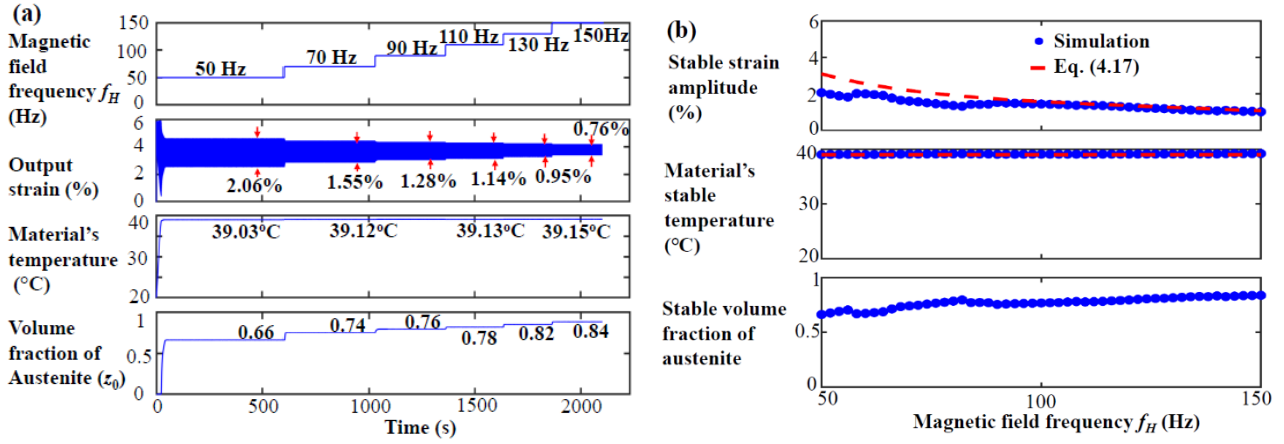 (a)
Magnetic
field
frequency fH
(Hz)
150
100
50
0
50 Hz
70 Hz
90 Hz
110 Hz
130 Hz
150Hz
Output
strain (%)
6
4
2
0
2.06%
1.55%
1.28%
1.14%
0.95%
0.76%
Material's
temperature
(°C)
40
30
20
39.03°C
39.12°C
39.13°C
39.15°C
Volume
fraction of
Austenite (z0)
1
0.5
0
0.66
0.74
0.76
0.78
0.82
0.84
0 500 1000 1500 2000
Time (s)
(b)
Stable strain
amplitude
(%)
6
4
2
0
Simulation
Eq. (4.17)
Material's
stable
temperature
(°C)
40
30
20
Stable volume
fraction of
austenite
1
0.5
0
50 100 150
Magnetic field frequency fH (Hz)